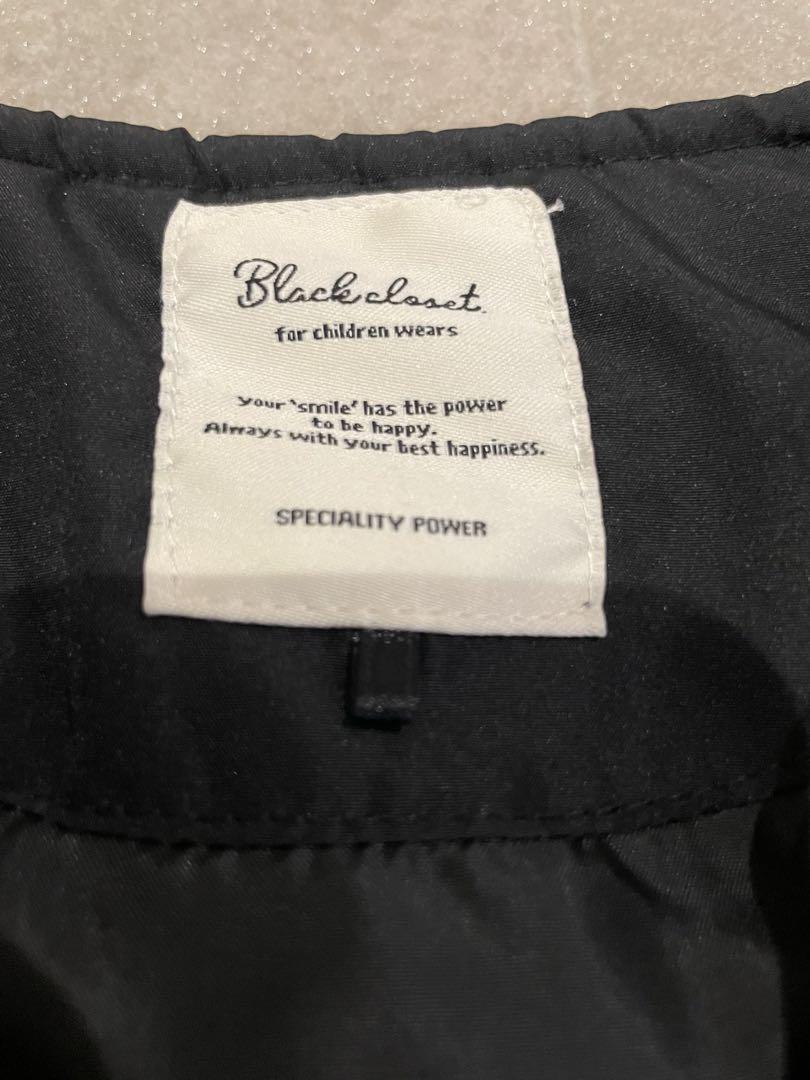 Black closet.
for children wears
your 'smile' has the power
to be happy.
Always with your best happiness.
SPECIALITY POWER